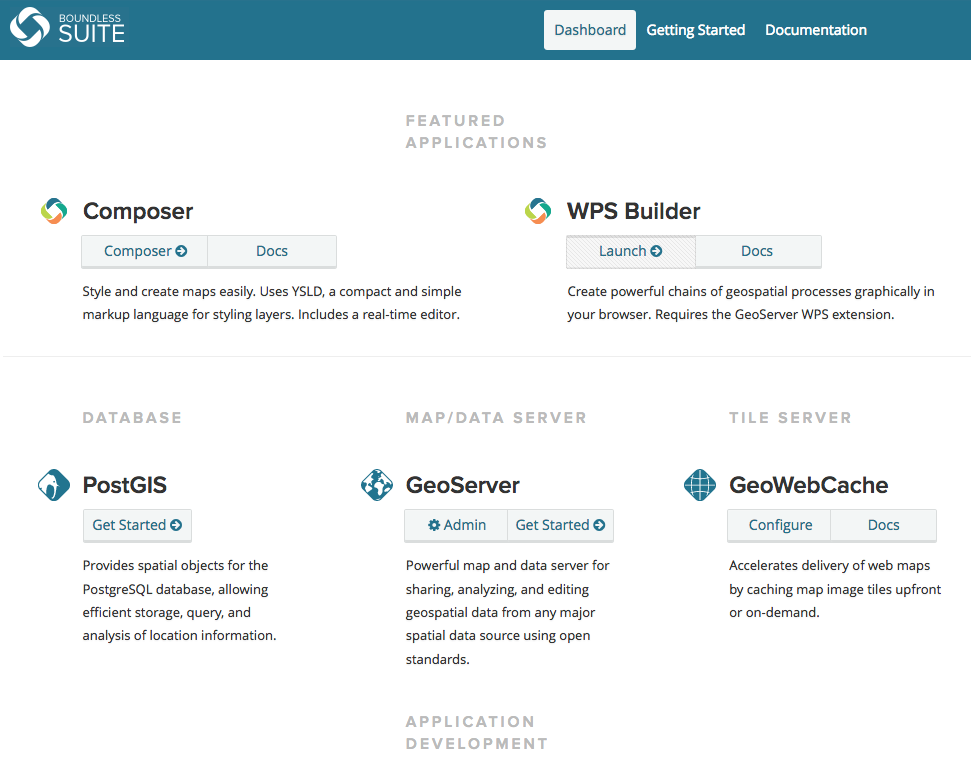 BOUNDLESS
SUITE
Dashboard
Getting Started
Documentation
FEATURED
APPLICATIONS
Composer
Composer
Docs
Style and create maps easily. Uses YSLD, a compact and simple
markup language for styling layers. Includes a real-time editor.
WPS Builder
Launch
Docs
Create powerful chains of geospatial processes graphically in
your browser. Requires the GeoServer WPS extension.
DATABASE
PostGIS
Get Started
Provides spatial objects for the
PostgreSQL database, allowing
efficient storage, query, and
analysis of location information.
MAP/DATA SERVER
GeoServer
Admin
Get Started
Powerful map and data server for
sharing, analyzing, and editing
geospatial data from any major
spatial data source using open
standards.
TILE SERVER
GeoWebCache
Configure
Docs
Accelerates delivery of web maps
by caching map image tiles upfront
or on-demand.
APPLICATION
DEVELOPMENT